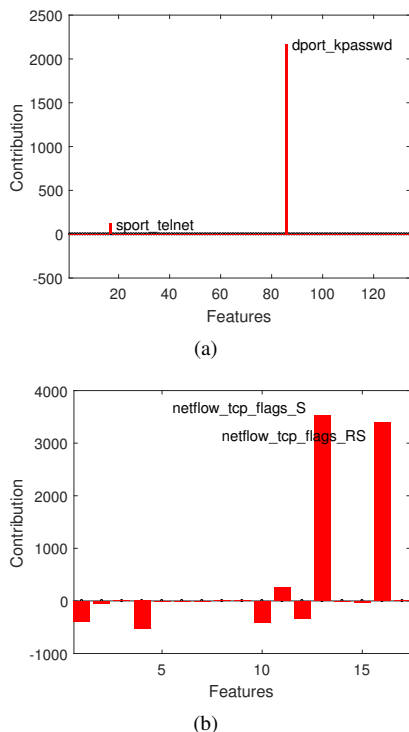 2500
2000
1500
1000
500
0
-500
dport_kpasswd
sport_telnet
20 40 60 80 100 120
Contribution
Features
(a)
4000
3000
2000
1000
0
-1000
netflow_tcp_flags_S
netflow_tcp_flags_RS
5 10 15
Contribution
Features
(b)